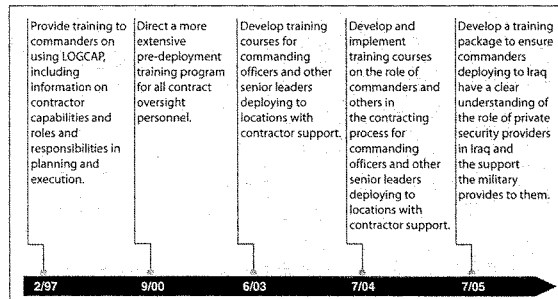 Provide training to
commanders on
using LOGCAP,
including
information on
contractor
capabilities and
roles and
responsibilities in
planning and
execution.
Direct a more
extensive
pre-deployment
training program
for all contract
oversight
personnel.
Develop training
courses for
commanding
officers and other
senior leaders
deploying to
locations with
contractor support.
Develop and
implement
training courses
on the role of
commanders and
others in
the contracting
process for
commanding
officers and other
senior leaders
deploying to
locations with
contractor support.
Develop a training
package to ensure
commanders
deploying to Iraq
have a clear
understanding of
the role of private
security providers
in Iraq and
the support
the military
provides to them.
2/97 9/00 6/03 7/04 7/05